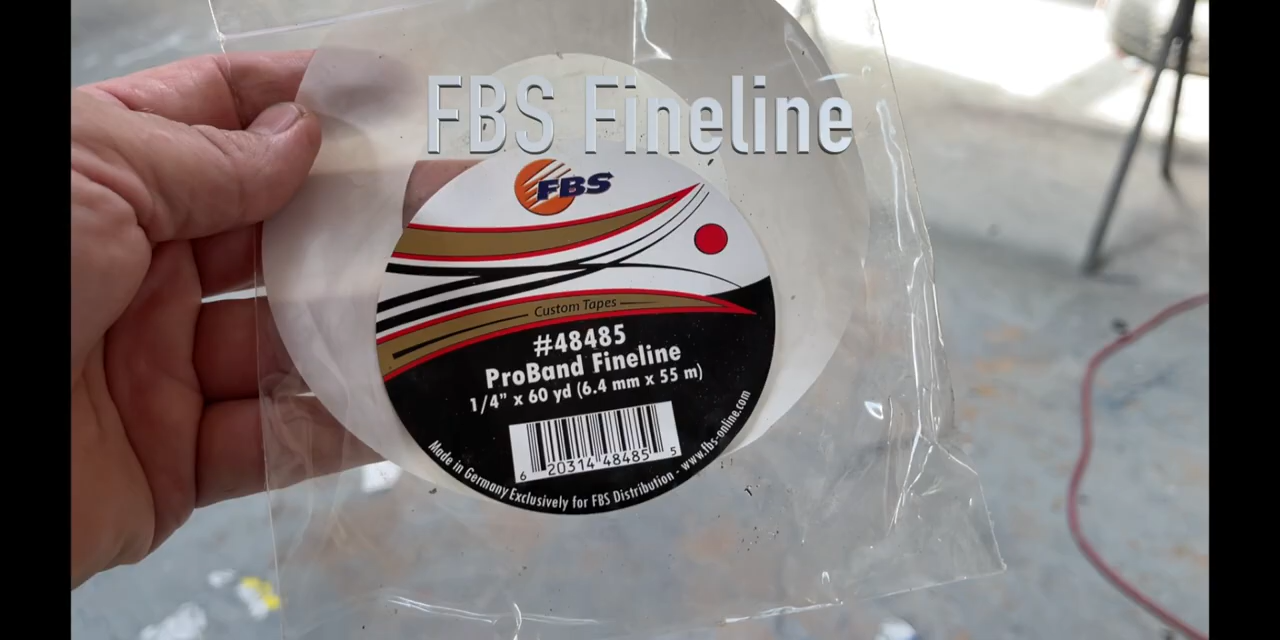 FBS Fineline
FBS
Custom Tapes
#48485
ProBand Fineline
1/4" x 60 yd (6.4 mm x 55 m)
6 20314 48485 5
Made in Germany Exclusively for FBS Distribution - www.fbs-online.com